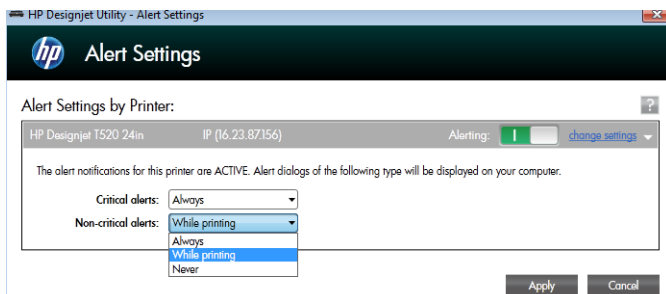 HP Designjet Utility - Alert Settings
hp Alert Settings
Alert Settings by Printer: ?
HP Designjet T520 24in IP (16.23.87.156) Alerting: change settings
The alert notifications for this printer are ACTIVE. Alert dialogs of the following type will be displayed on your computer.
Critical alerts: Always
Non-critical alerts: While printing
Always
While printing
Never
Apply Cancel